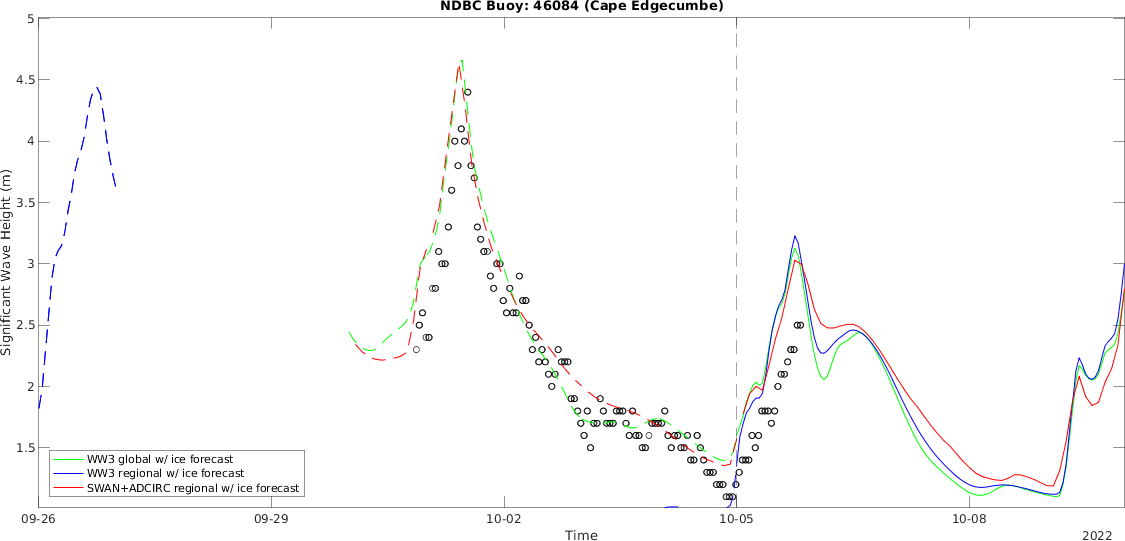 NDBC Buoy: 46084 (Cape Edgecumbe)
5
4.5
4
3.5
3
2.5
2
1.5
Significant Wave Height (m)
WW3 global w/ ice forecast
WW3 regional w/ ice forecast
SWAN+ADCIRC regional w/ ice forecast
09-26
09-29
10-02
10-05
10-08
Time
2022